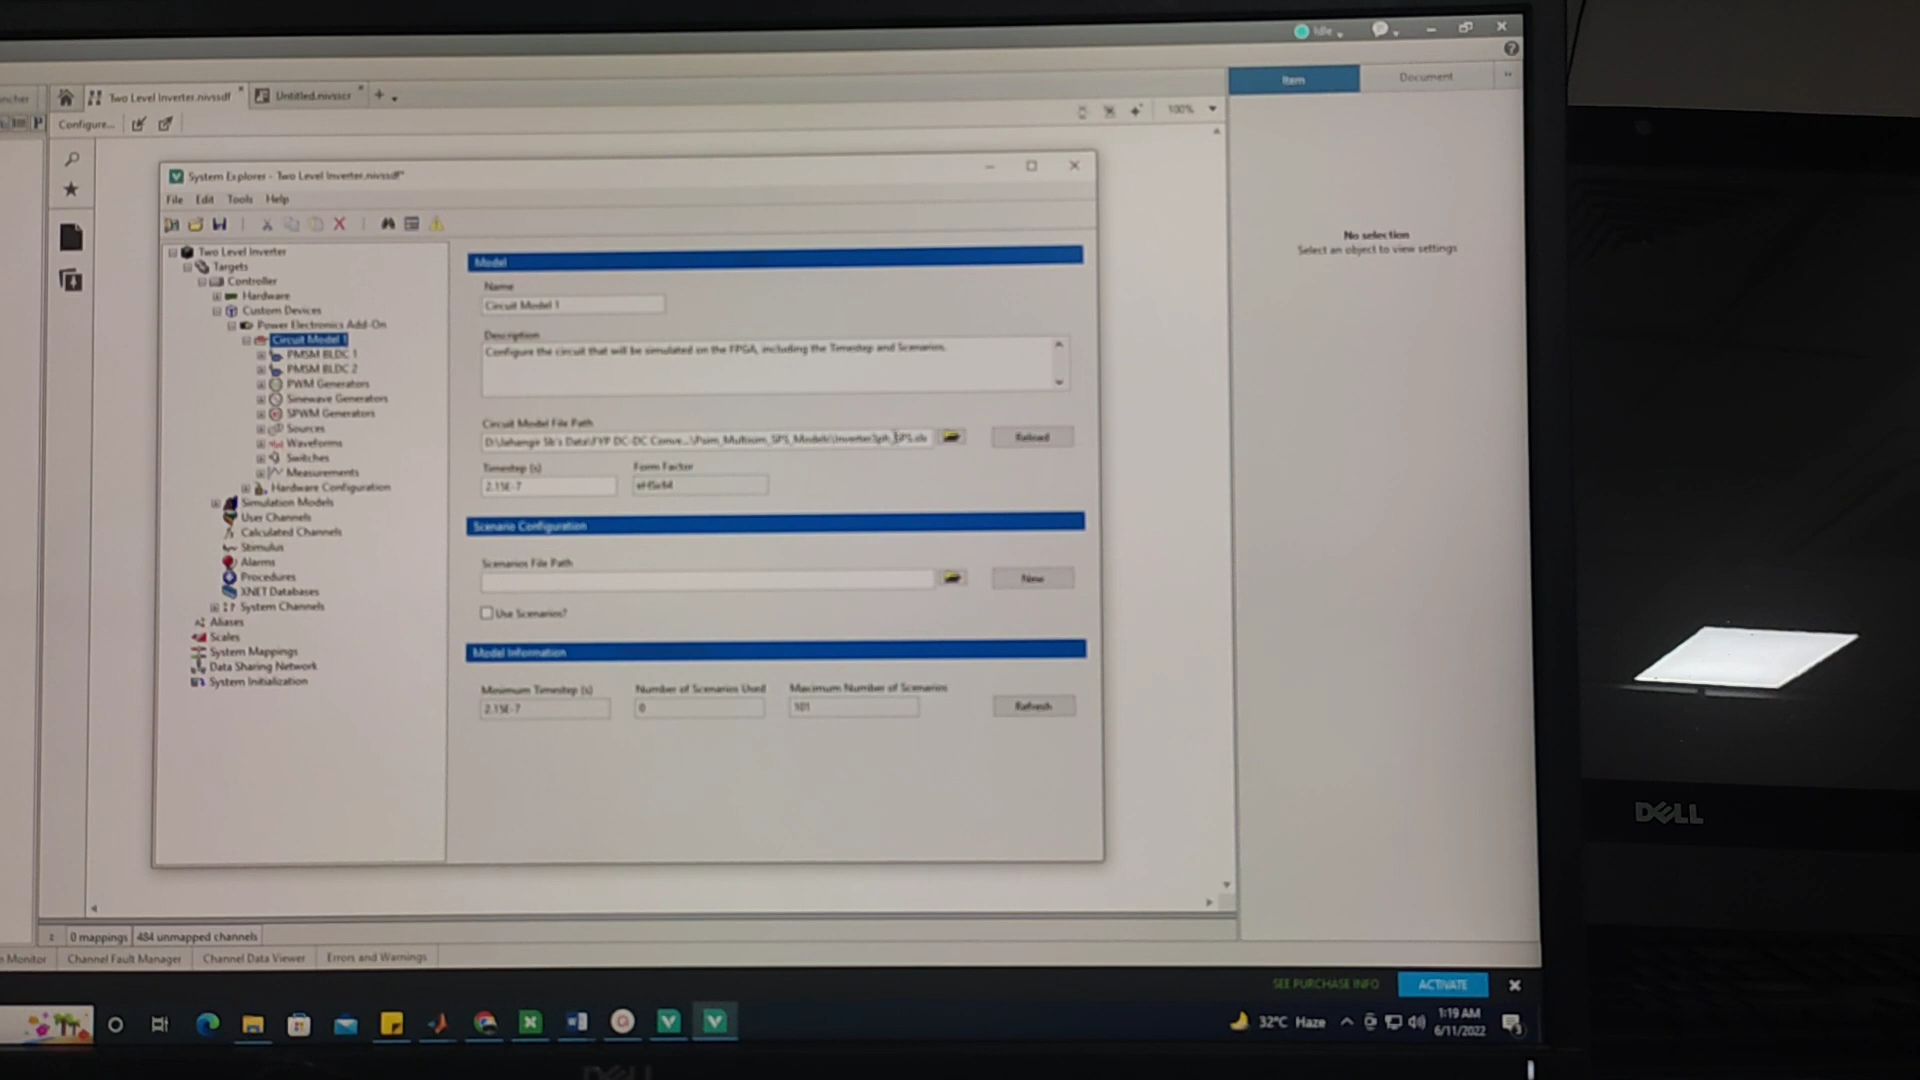 Idle
Item
Document
Two Level Inverter.nivssdf
Untitled.nivsscr
Configure...
100%
System Explorer - Two Level Inverter.nivssdf*
File Edit Tools Help
Two Level Inverter
Targets
Controller
Hardware
Custom Devices
Power Electronics Add-On
Circuit Model 1
PMSM BLDC 1
PMSM BLDC 2
PWM Generators
Sinewave Generators
SPWM Generators
Sources
Waveforms
Switches
Measurements
Hardware Configuration
Simulation Models
User Channels
Calculated Channels
Stimulus
Alarms
Procedures
XNET Databases
System Channels
Aliases
Scales
System Mappings
Data Sharing Network
System Initialization
Model
Name
Circuit Model 1
Description
Configure the circuit that will be simulated on the FPGA, including the Timestep and Scenarios.
Circuit Model File Path
Reload
Timestep (s)
Form Factor
2.15E-7
Scenario Configuration
Scenarios File Path
New
Use Scenarios?
Model Information
Minimum Timestep (s)
Number of Scenarios Used
Maximum Number of Scenarios
2.15E-7
0
101
Refresh
No selection
Select an object to view settings
0 mappings
484 unmapped channels
Monitor
Channel Fault Manager
Channel Data Viewer
Errors and Warnings
SEE PURCHASE INFO
ACTIVATE
32°C Haze
1:19 AM
6/11/2022
DELL
DELL